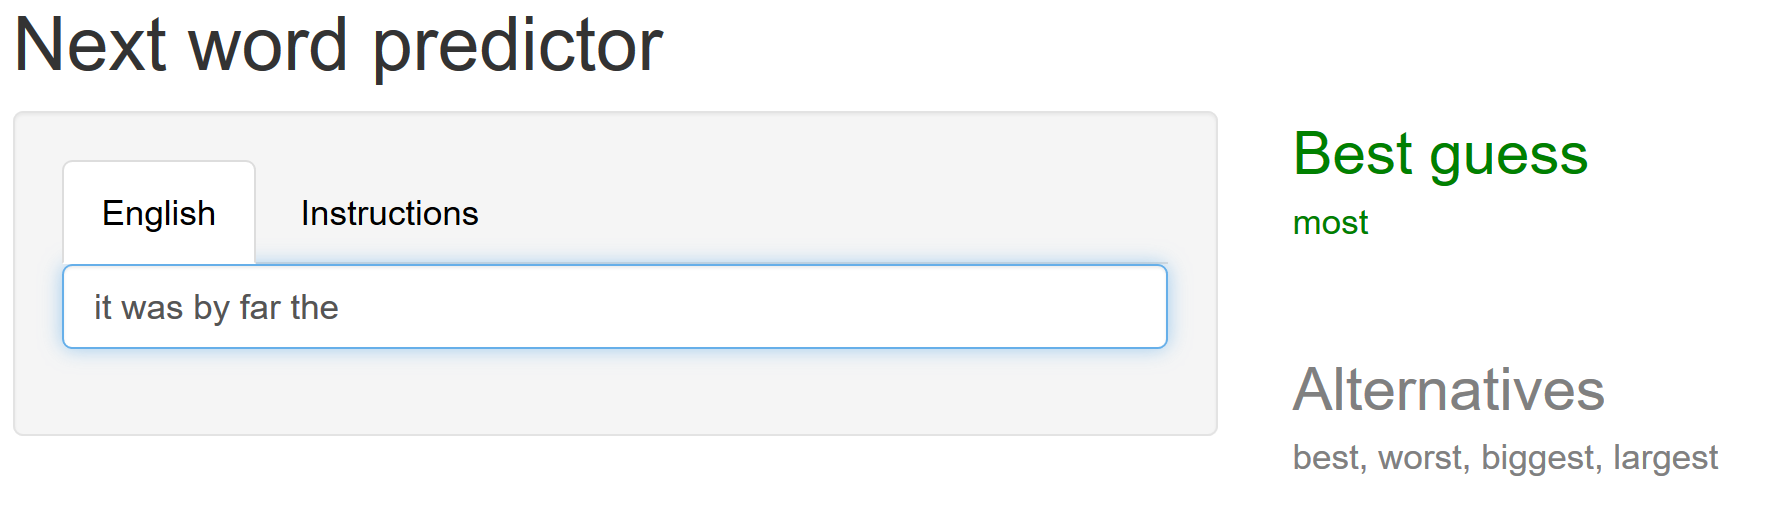 Next word predictor
English Instructions
it was by far the
Best guess
most
Alternatives
best, worst, biggest, largest